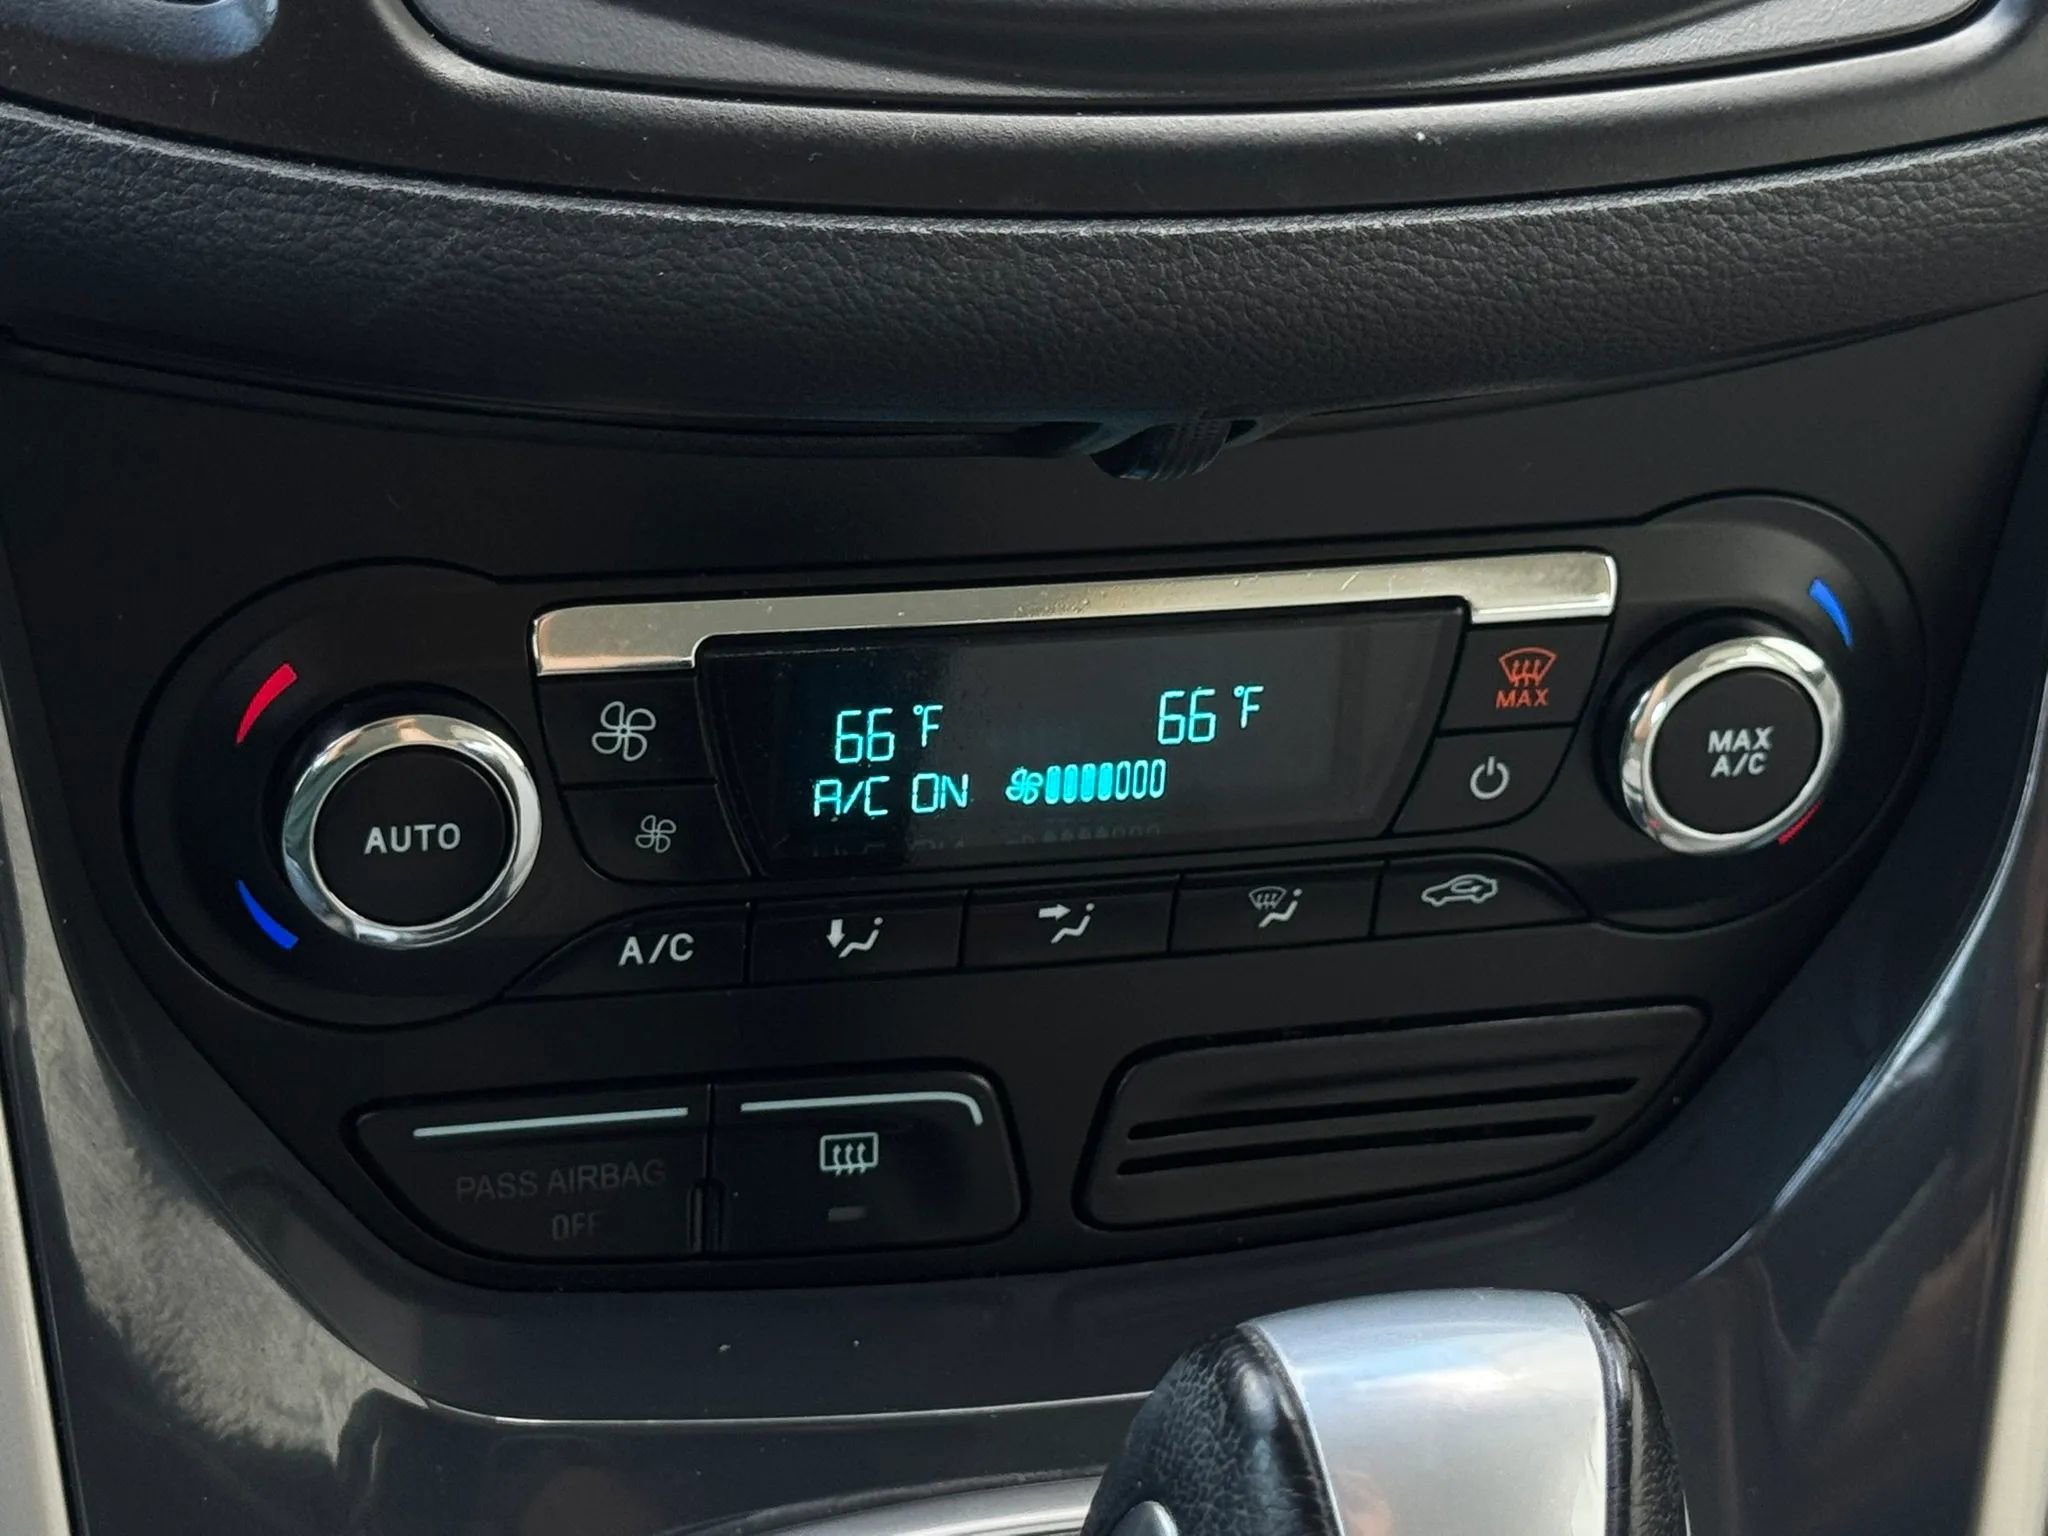 66 °F 66 °F
A/C ON
MAX
MAX
A/C
AUTO
A/C
PASS AIRBAG
OFF